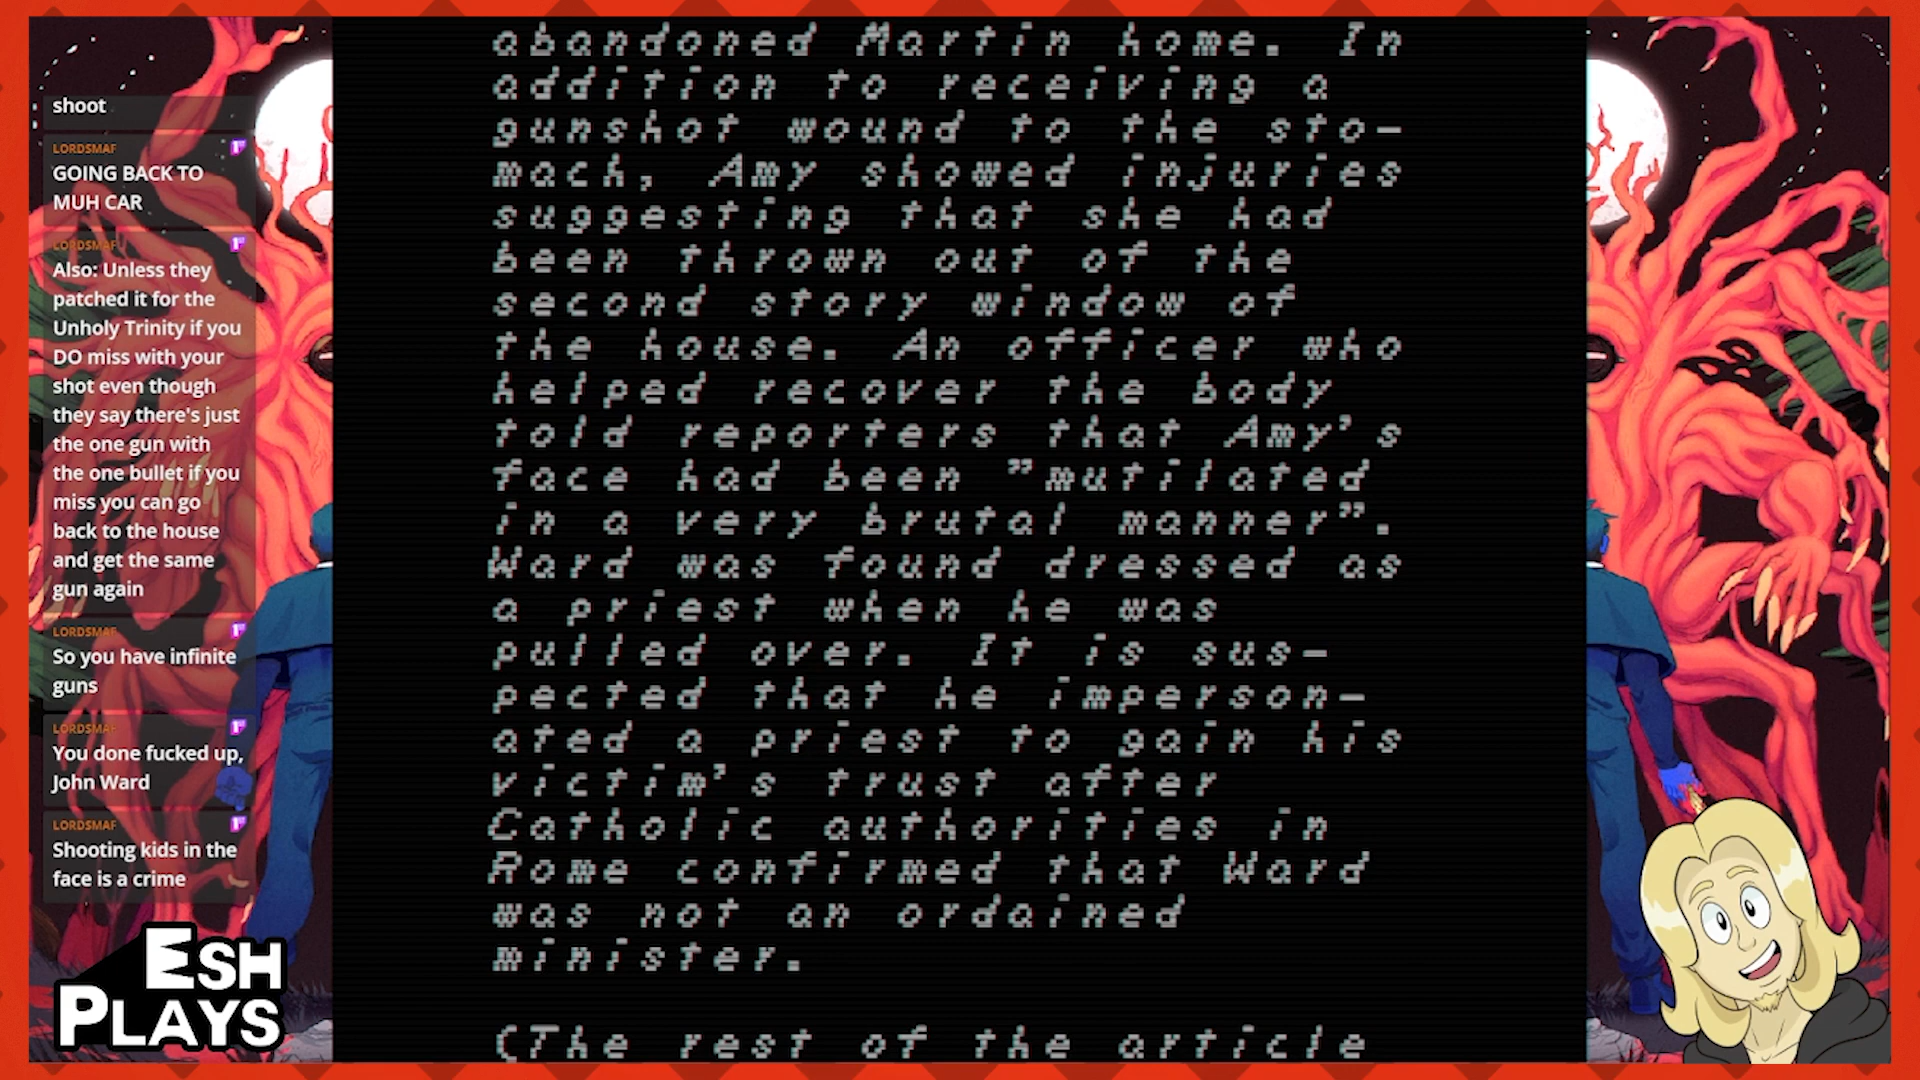 shoot
LORDSMAF
GOING BACK TO
MUH CAR
LORDSMAF
Also: Unless they
patched it for the
Unholy Trinity if you
DO miss with your
shot even though
they say there's just
the one gun with
the one bullet if you
miss you can go
back to the house
and get the same
gun again
LORDSMAF
So you have infinite
guns
LORDSMAF
You done fucked up,
John Ward
LORDSMAF
Shooting kids in the
face is a crime
ESH
PLAYS
abandoned Martin home. In
addition to receiving a
gunshot wound to the sto-
mach, Amy showed injuries
suggesting that she had
been thrown out of the
second story window of
the house. An officer who
helped recover the body
told reporters that Amy's
face had been "mutilated
in a very brutal manner".
Ward was found dressed as
a priest when he was
pulled over. It is sus-
pected that he imperson-
ated a priest to gain his
victim's trust after
Catholic authorities in
Rome confirmed that Ward
was not an ordained
minister.
(The rest of the article